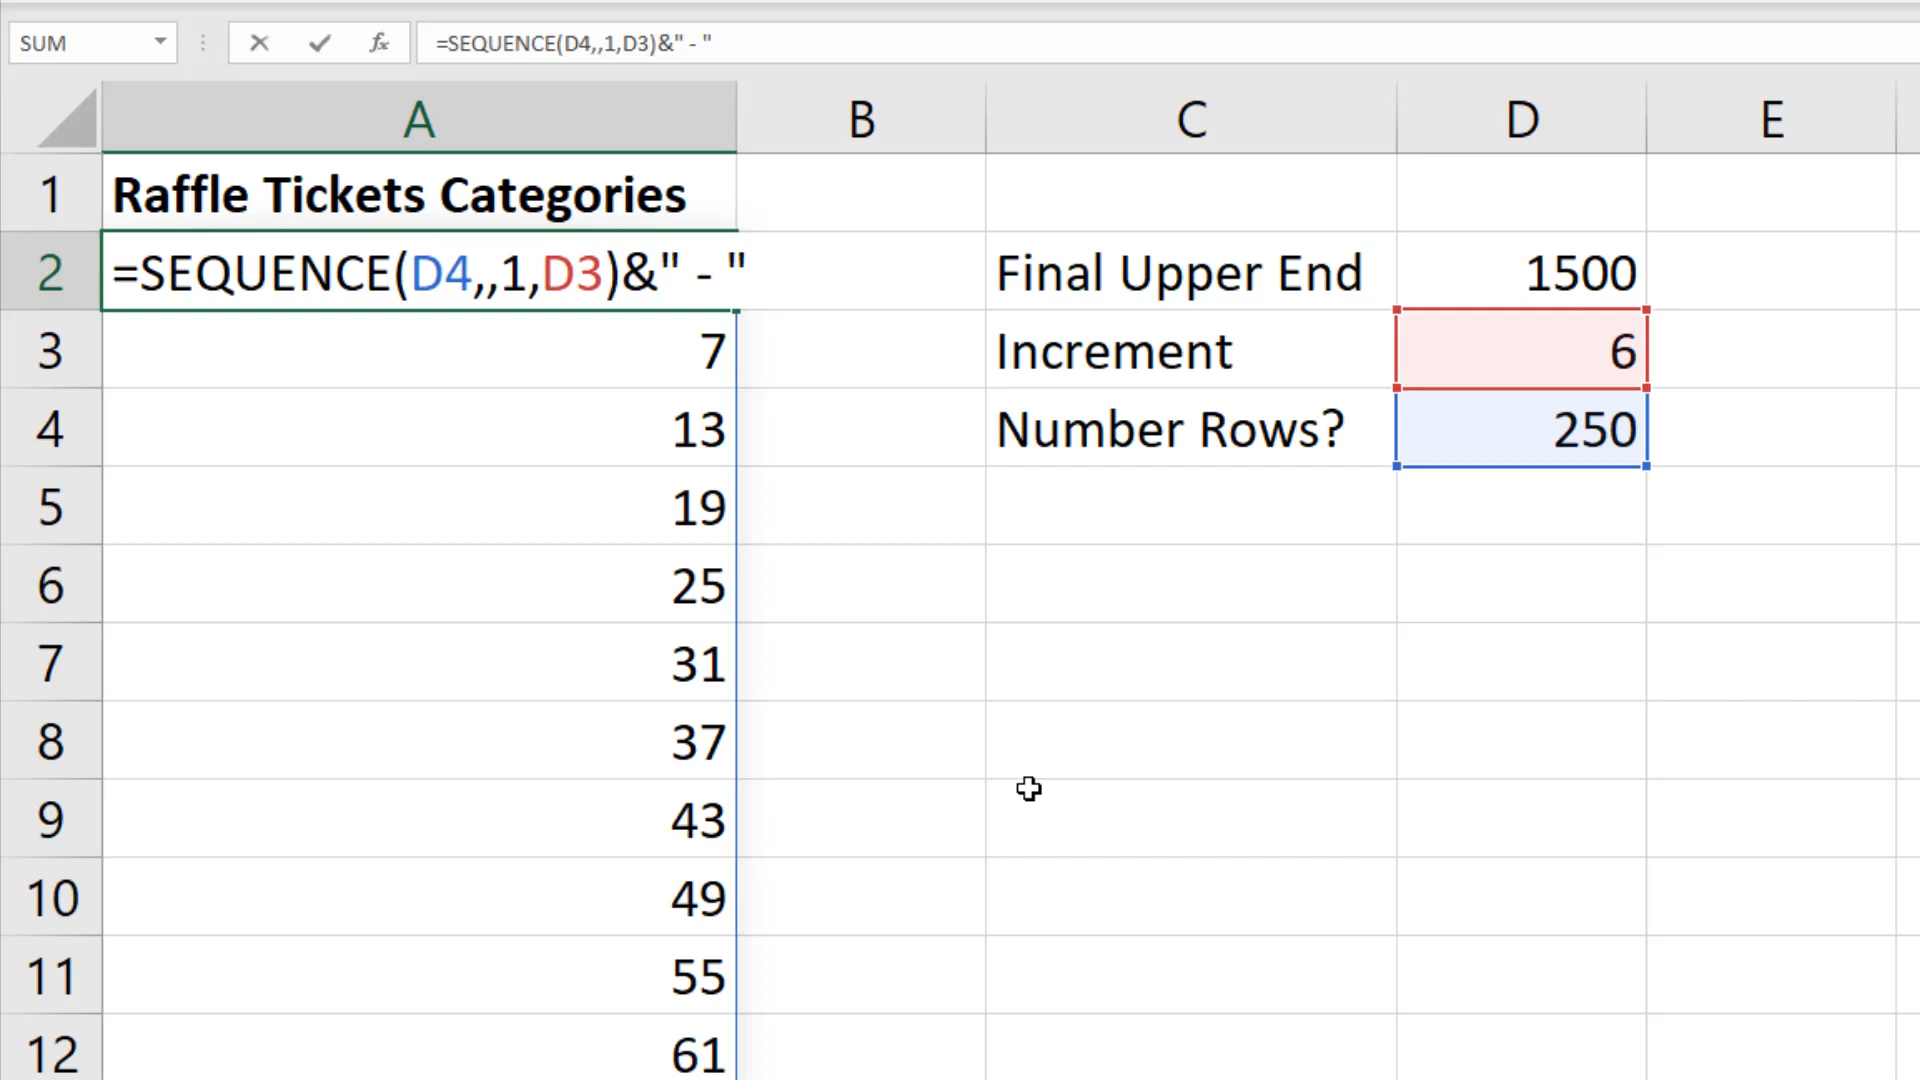 SUM fx =SEQUENCE(D4,,1,D3)&" - "
A B C D E
1 Raffle Tickets Categories
2 =SEQUENCE(D4,,1,D3)&" - " Final Upper End 1500
3 7 Increment 6
4 13 Number Rows? 250
5 19
6 25
7 31
8 37
9 43
10 49
11 55
12 61